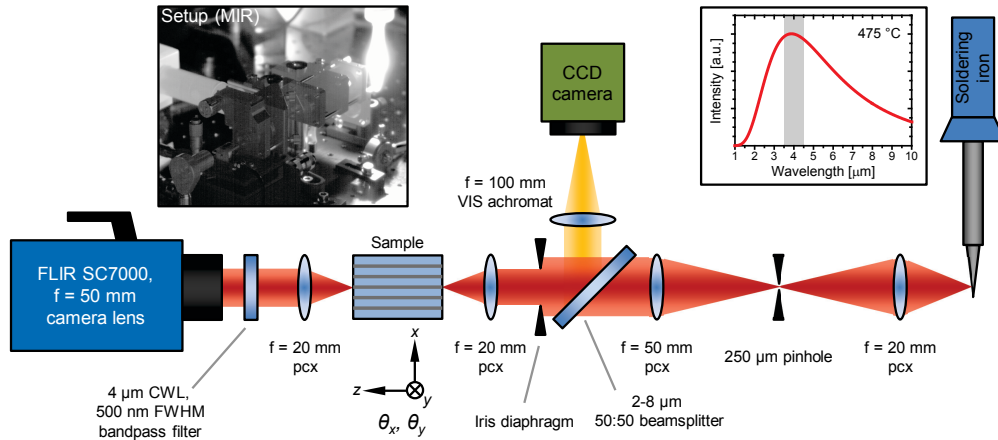 Setup (MIR)
CCD
camera
f = 100 mm
VIS achromat
475 °C
Intensity [a.u.]
1 2 3 4 5 6 7 8 9 10
Wavelength [µm]
Soldering
iron
FLIR SC7000,
f = 50 mm
camera lens
Sample
f = 20 mm
pcx
f = 20 mm
pcx
f = 50 mm
pcx
250 µm pinhole
f = 20 mm
pcx
4 µm CWL,
500 nm FWHM
bandpass filter
x
z
y
θx, θy
Iris diaphragm
2-8 µm
50:50 beamsplitter